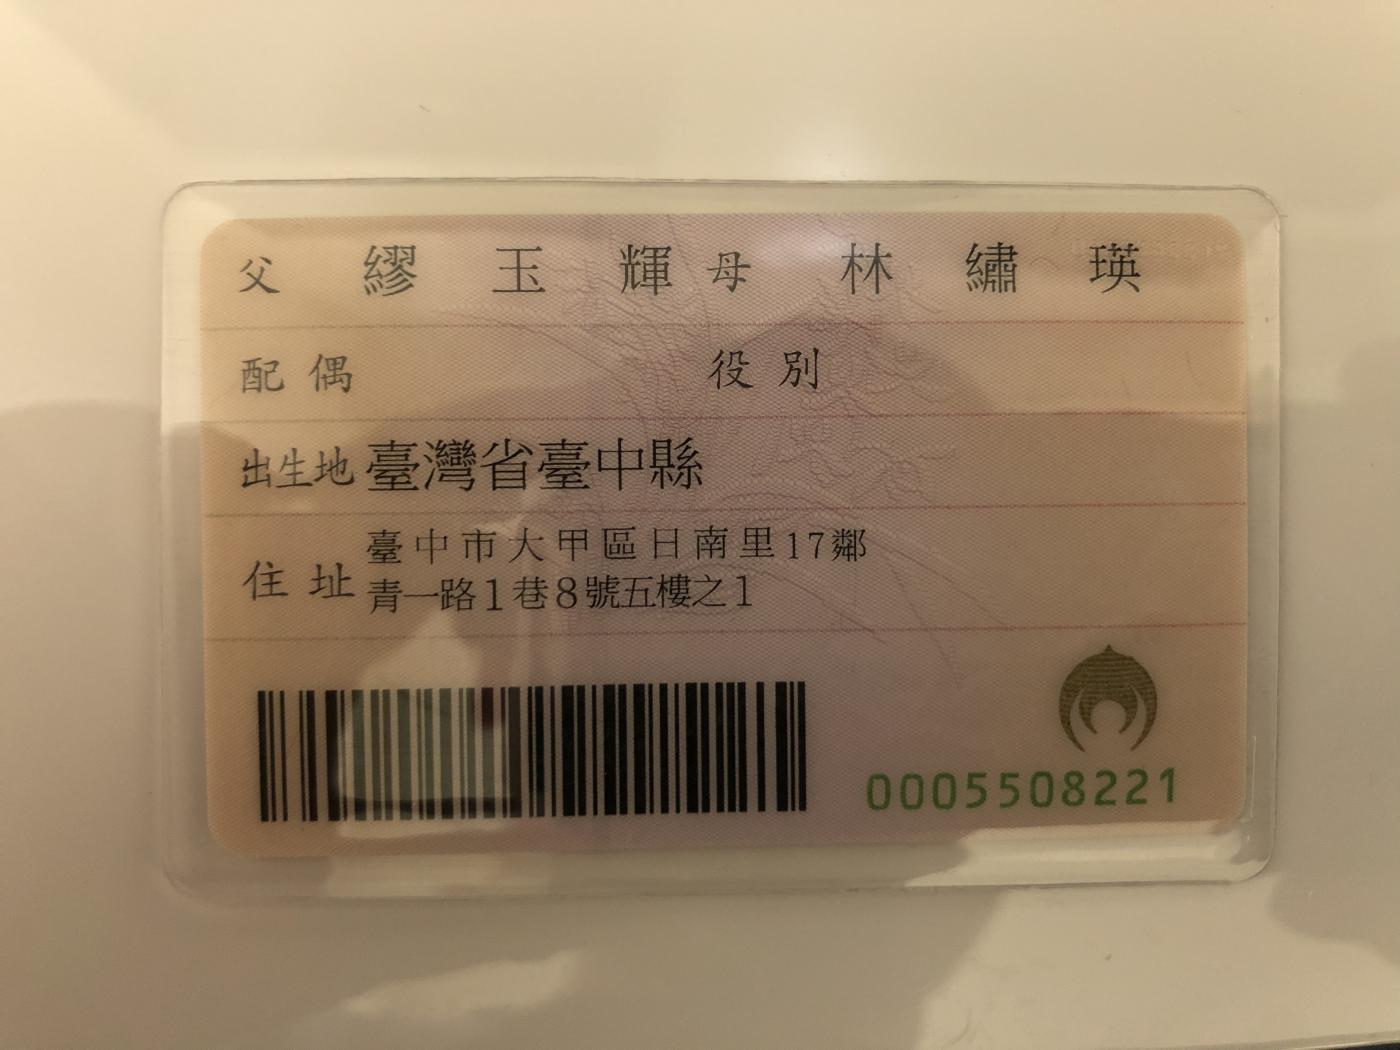 父 繆玉輝 母 林繡瑛
配偶 役別
出生地 臺灣省臺中縣
住址 臺中市大甲區日南里17鄰
青一路1巷8號五樓之1
0005508221